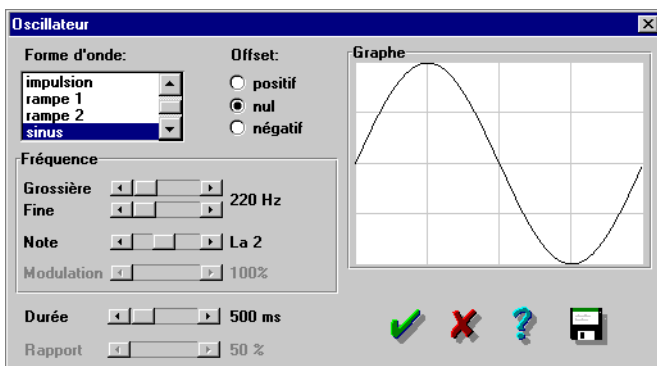 Oscillateur
Forme d'onde:
impulsion
rampe 1
rampe 2
sinus
Offset:
positif
nul
négatif
Graphe
Fréquence
Grossière
Fine
220 Hz
Note
La 2
Modulation
100%
Durée
500 ms
Rapport
50 %